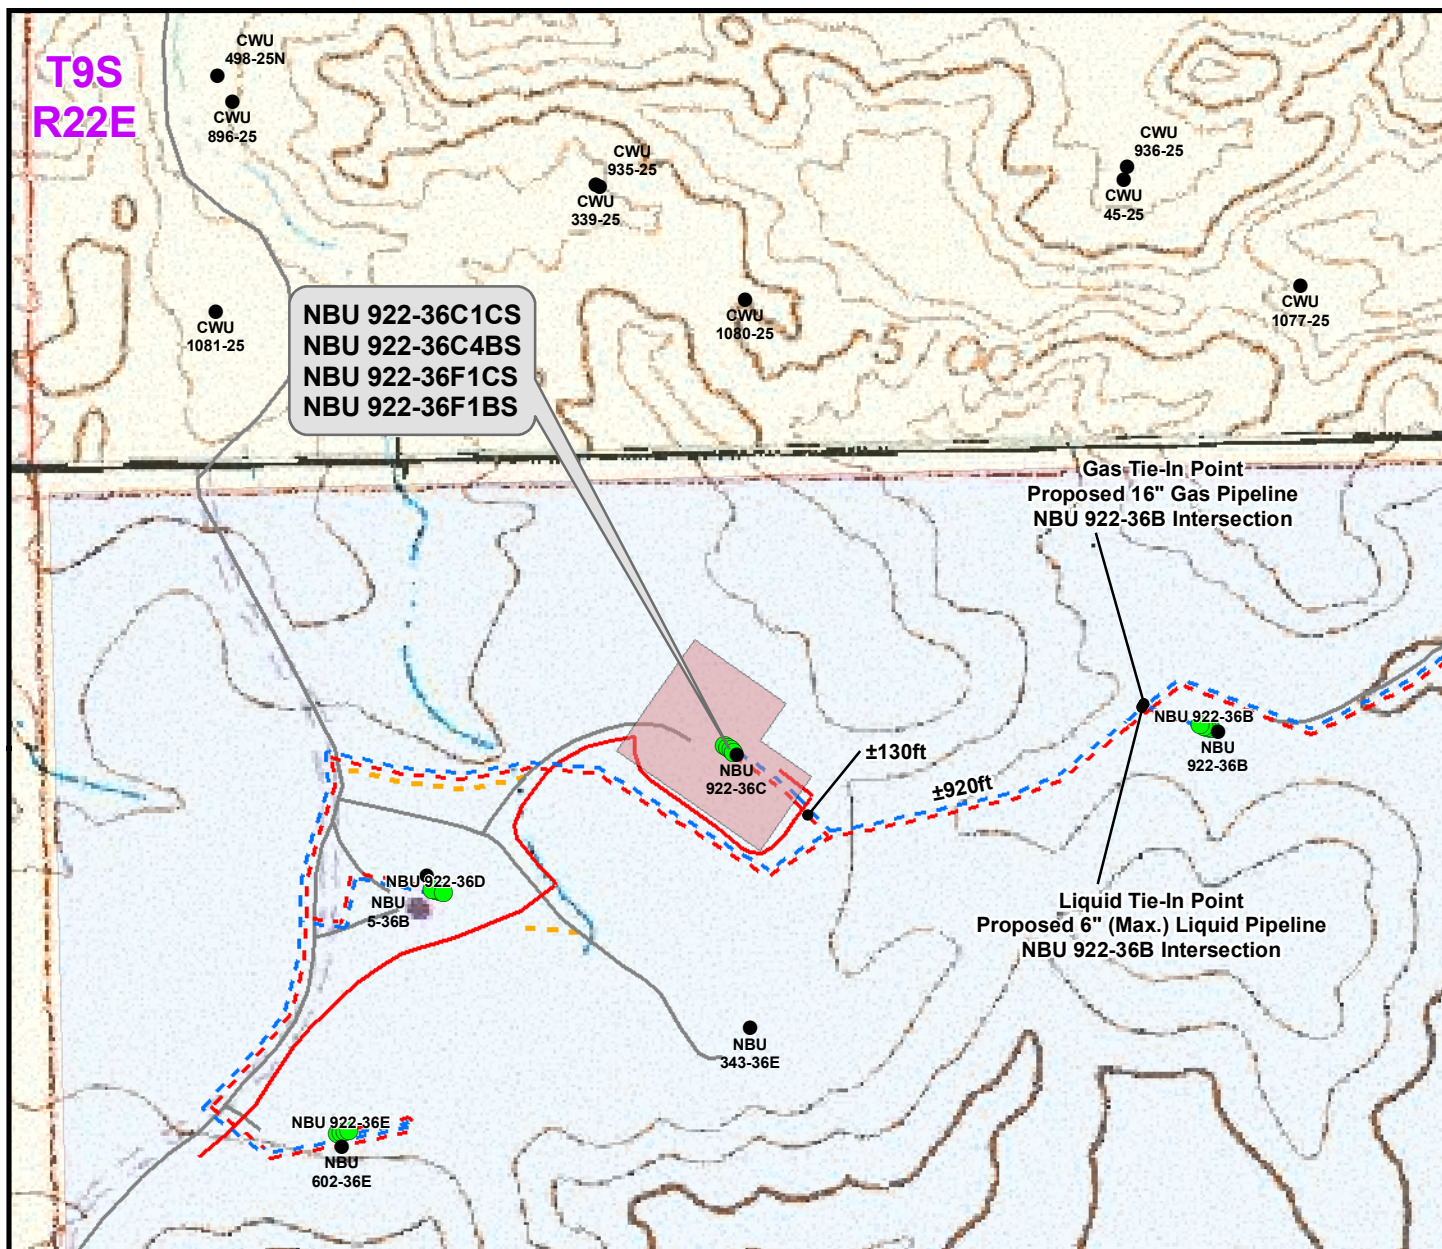 T9S
R22E
CWU
498-25N
CWU
896-25
CWU
935-25
CWU
339-25
CWU
936-25
CWU
45-25
CWU
1081-25
CWU
1080-25
CWU
1077-25
NBU 922-36C1CS
NBU 922-36C4BS
NBU 922-36F1CS
NBU 922-36F1BS
Gas Tie-In Point
Proposed 16" Gas Pipeline
NBU 922-36B Intersection
NBU 922-36B
NBU
922-36B
±130ft
NBU
922-36C
±920ft
NBU 922-36D
NBU
5-36B
Liquid Tie-In Point
Proposed 6" (Max.) Liquid Pipeline
NBU 922-36B Intersection
NBU
343-36E
NBU 922-36E
NBU
602-36E